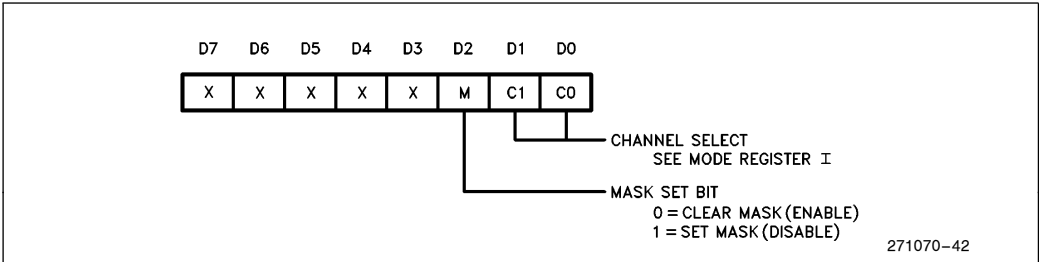 D7 D6 D5 D4 D3 D2 D1 D0
X X X X X M C1 C0
CHANNEL SELECT
SEE MODE REGISTER I
MASK SET BIT
0 = CLEAR MASK (ENABLE)
1 = SET MASK (DISABLE)
271070-42